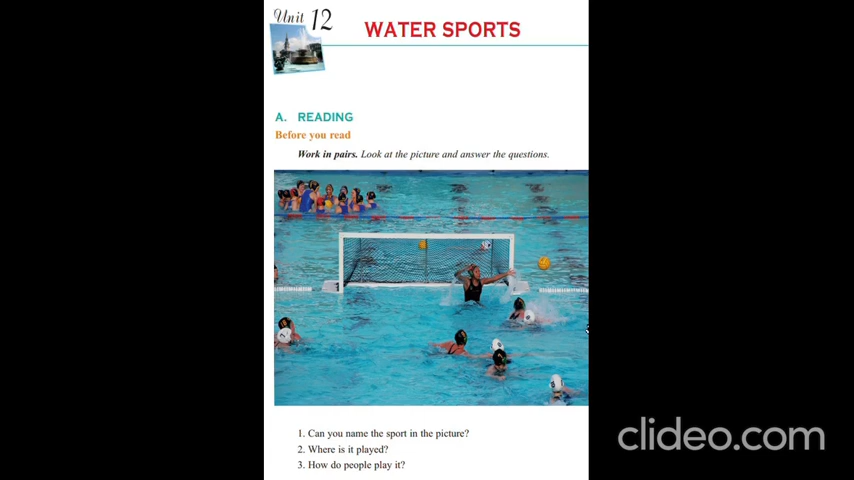 Unit 12
WATER SPORTS
A. READING
Before you read
Work in pairs. Look at the picture and answer the questions.
1. Can you name the sport in the picture?
2. Where is it played?
3. How do people play it?
clideo.com